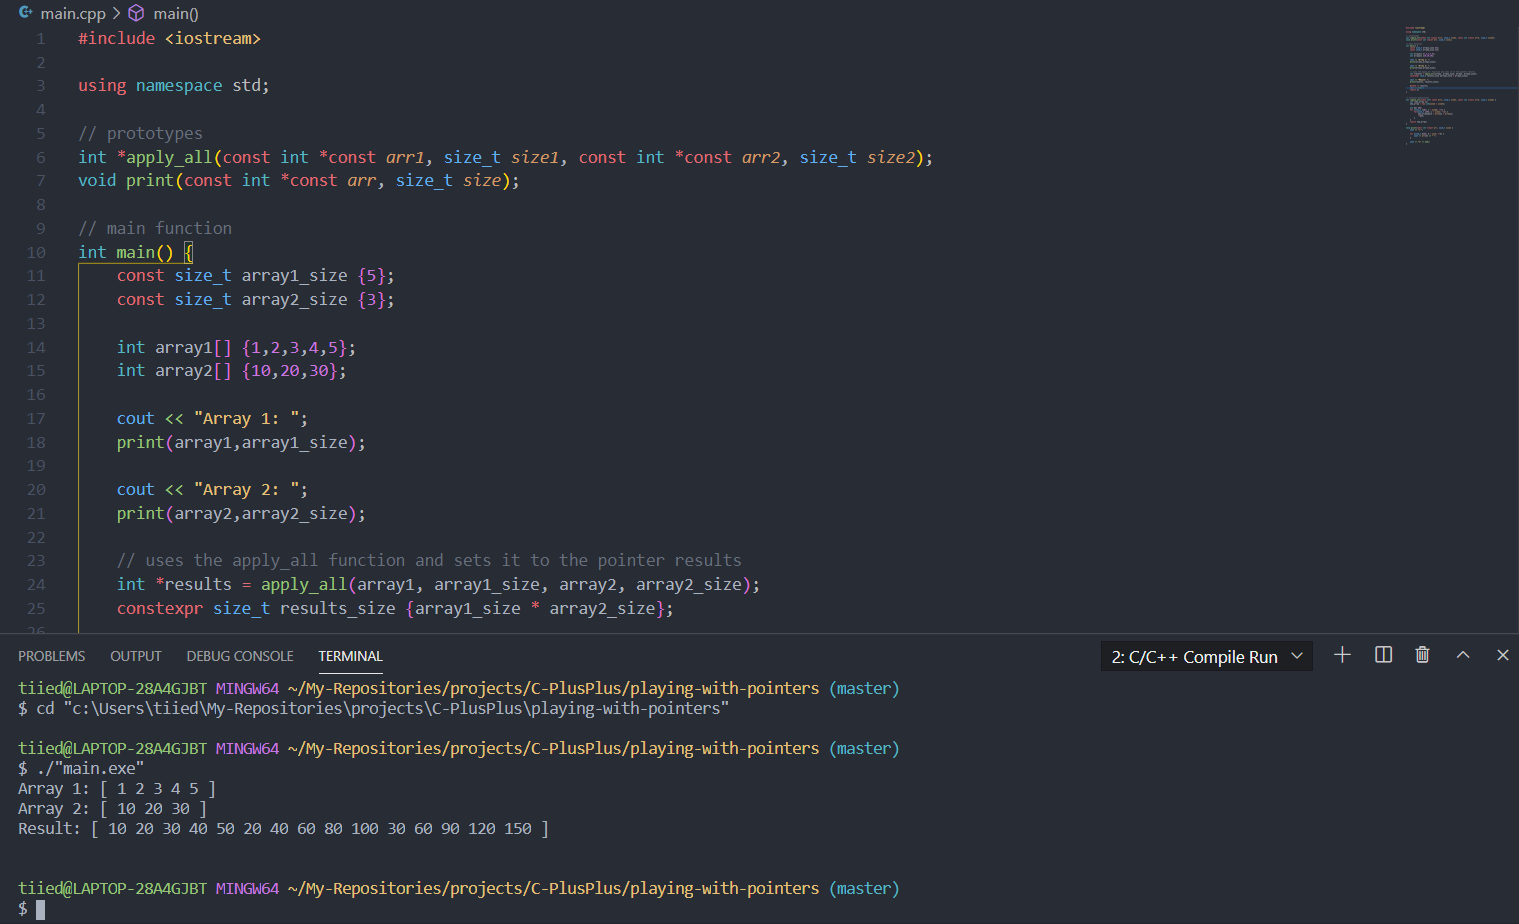 main.cpp > main()
1 #include <iostream>
2
3 using namespace std;
4
5 // prototypes
6 int *apply_all(const int *const arr1, size_t size1, const int *const arr2, size_t size2);
7 void print(const int *const arr, size_t size);
8
9 // main function
10 int main() {
11     const size_t array1_size {5};
12     const size_t array2_size {3};
13
14     int array1[] {1,2,3,4,5};
15     int array2[] {10,20,30};
16
17     cout << "Array 1: ";
18     print(array1,array1_size);
19
20     cout << "Array 2: ";
21     print(array2,array2_size);
22
23     // uses the apply_all function and sets it to the pointer results
24     int *results = apply_all(array1, array1_size, array2, array2_size);
25     constexpr size_t results_size {array1_size * array2_size};
26
PROBLEMS OUTPUT DEBUG CONSOLE TERMINAL 2: C/C++ Compile Run
tiied@LAPTOP-28A4GJBT MINGW64 ~/My-Repositories/projects/C-PlusPlus/playing-with-pointers (master)
$ cd "c:\Users\tiied\My-Repositories\projects\C-PlusPlus\playing-with-pointers"
tiied@LAPTOP-28A4GJBT MINGW64 ~/My-Repositories/projects/C-PlusPlus/playing-with-pointers (master)
$ ./"main.exe"
Array 1: [ 1 2 3 4 5 ]
Array 2: [ 10 20 30 ]
Result: [ 10 20 30 40 50 20 40 60 80 100 30 60 90 120 150 ]
tiied@LAPTOP-28A4GJBT MINGW64 ~/My-Repositories/projects/C-PlusPlus/playing-with-pointers (master)
$